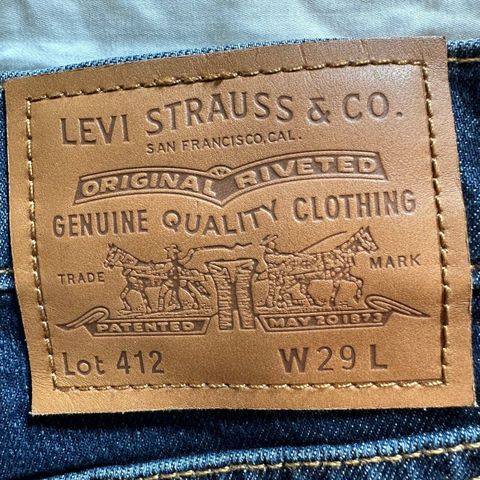 LEVI STRAUSS & CO.
SAN FRANCISCO, CAL.
ORIGINAL RIVETED
GENUINE QUALITY CLOTHING
TRADE MARK
PATENTED MAY 20 1873
Lot 412 W 29 L